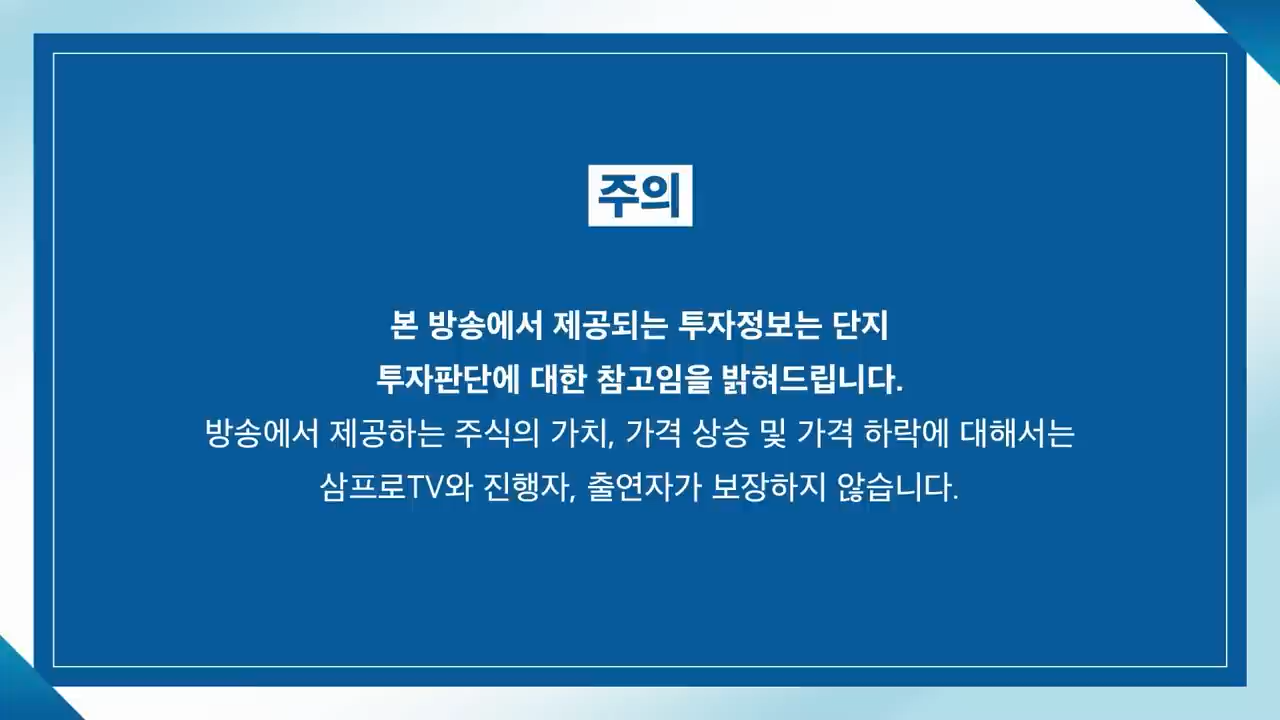 주의
본 방송에서 제공되는 투자정보는 단지
투자판단에 대한 참고임을 밝혀드립니다.
방송에서 제공하는 주식의 가치, 가격 상승 및 가격 하락에 대해서는
삼프로TV와 진행자, 출연자가 보장하지 않습니다.